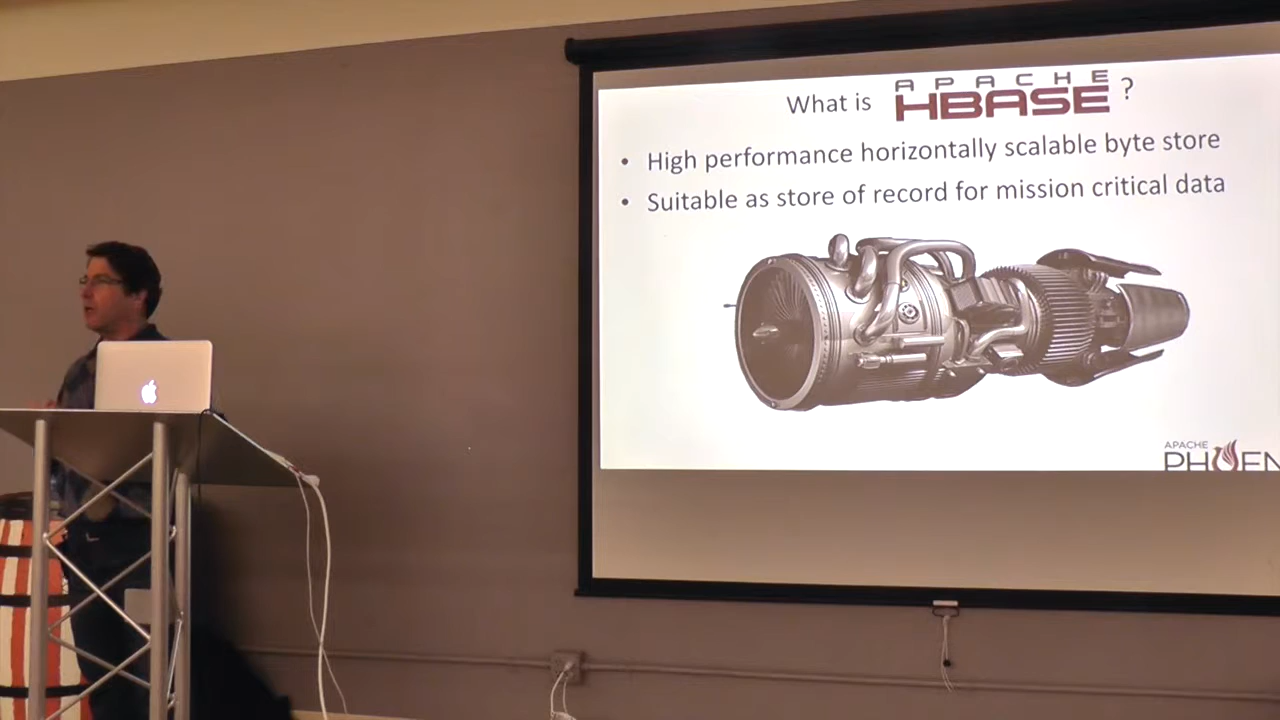 What is APACHE HBASE ?
• High performance horizontally scalable byte store
• Suitable as store of record for mission critical data
APACHE
PHOEN